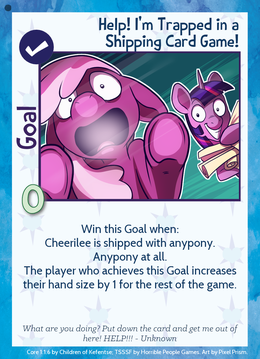 Help! I'm Trapped in a
Shipping Card Game!
Goal
0
Win this Goal when:
Cheerilee is shipped with anypony.
Anypony at all.
The player who achieves this Goal increases
their hand size by 1 for the rest of the game.
What are you doing? Put down the card and get me out of
here! HELP!!! - Unknown
Core 1.1.6 by Children of Kefentse. TSSSF by Horrible People Games. Art by Pixel Prism.